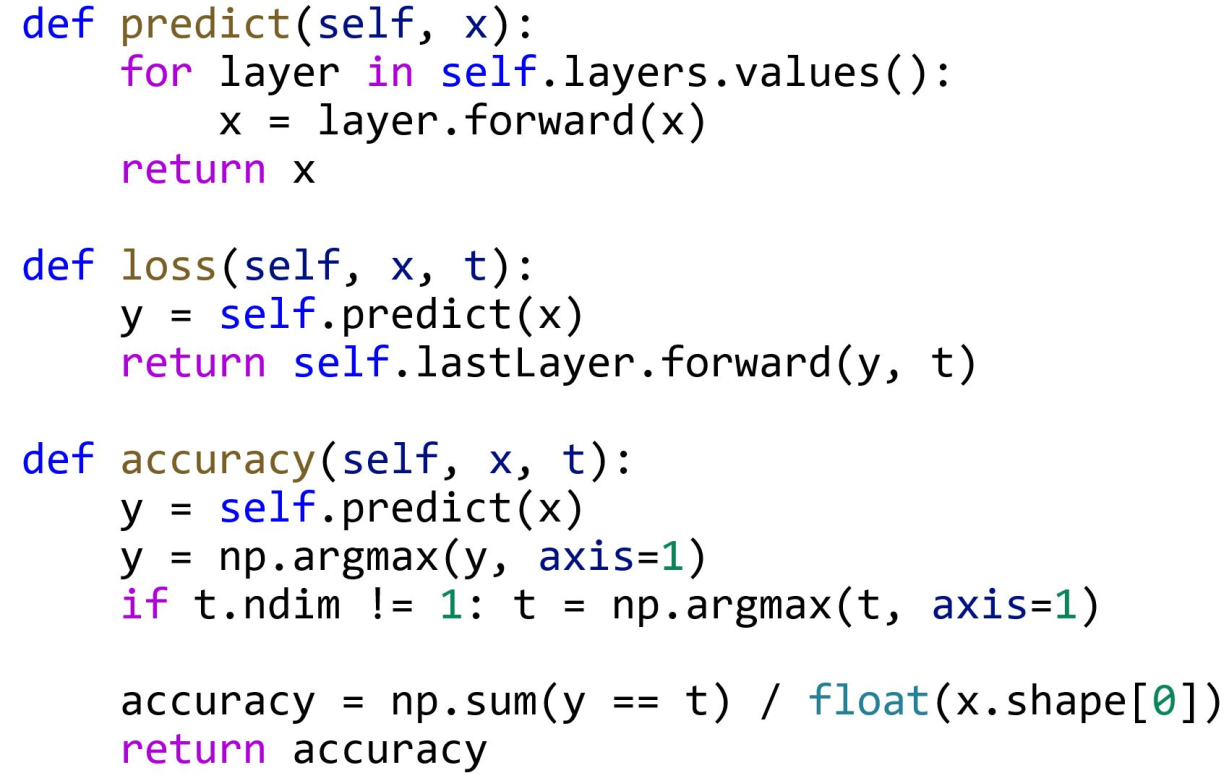 def predict(self, x):
    for layer in self.layers.values():
        x = layer.forward(x)
    return x

def loss(self, x, t):
    y = self.predict(x)
    return self.lastLayer.forward(y, t)

def accuracy(self, x, t):
    y = self.predict(x)
    y = np.argmax(y, axis=1)
    if t.ndim != 1: t = np.argmax(t, axis=1)

    accuracy = np.sum(y == t) / float(x.shape[0])
    return accuracy